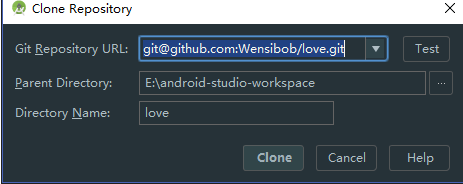 Clone Repository
Git Repository URL: git@github.com:Wensibob/love.git Test
Parent Directory: E:\android-studio-workspace ...
Directory Name: love
Clone Cancel Help